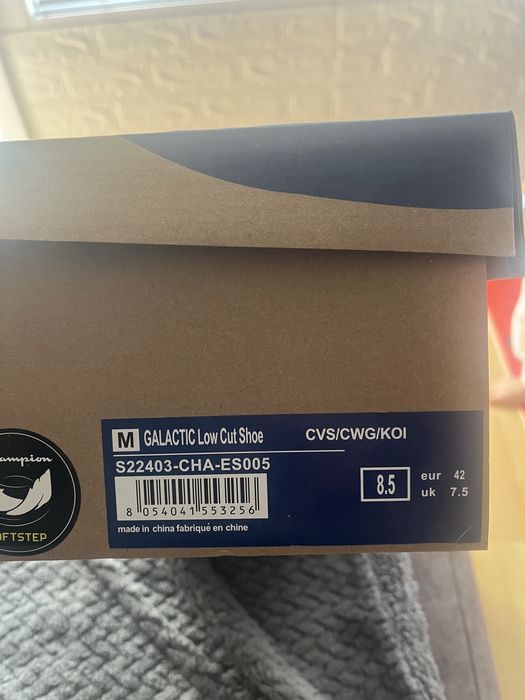 M GALACTIC Low Cut Shoe CVS/CWG/KOI
S22403-CHA-ES005
8.5 eur 42
uk 7.5
8 054041 553256
made in china fabriqué en chine